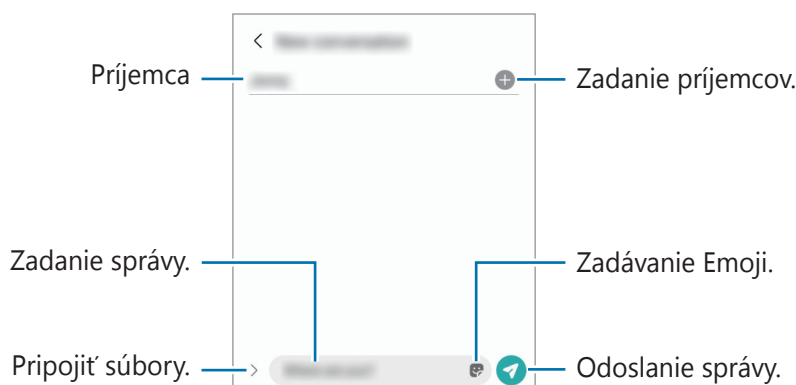 Príjemca
Zadanie príjemcov.
Zadanie správy.
Zadávanie Emoji.
Pripojiť súbory.
Odoslanie správy.